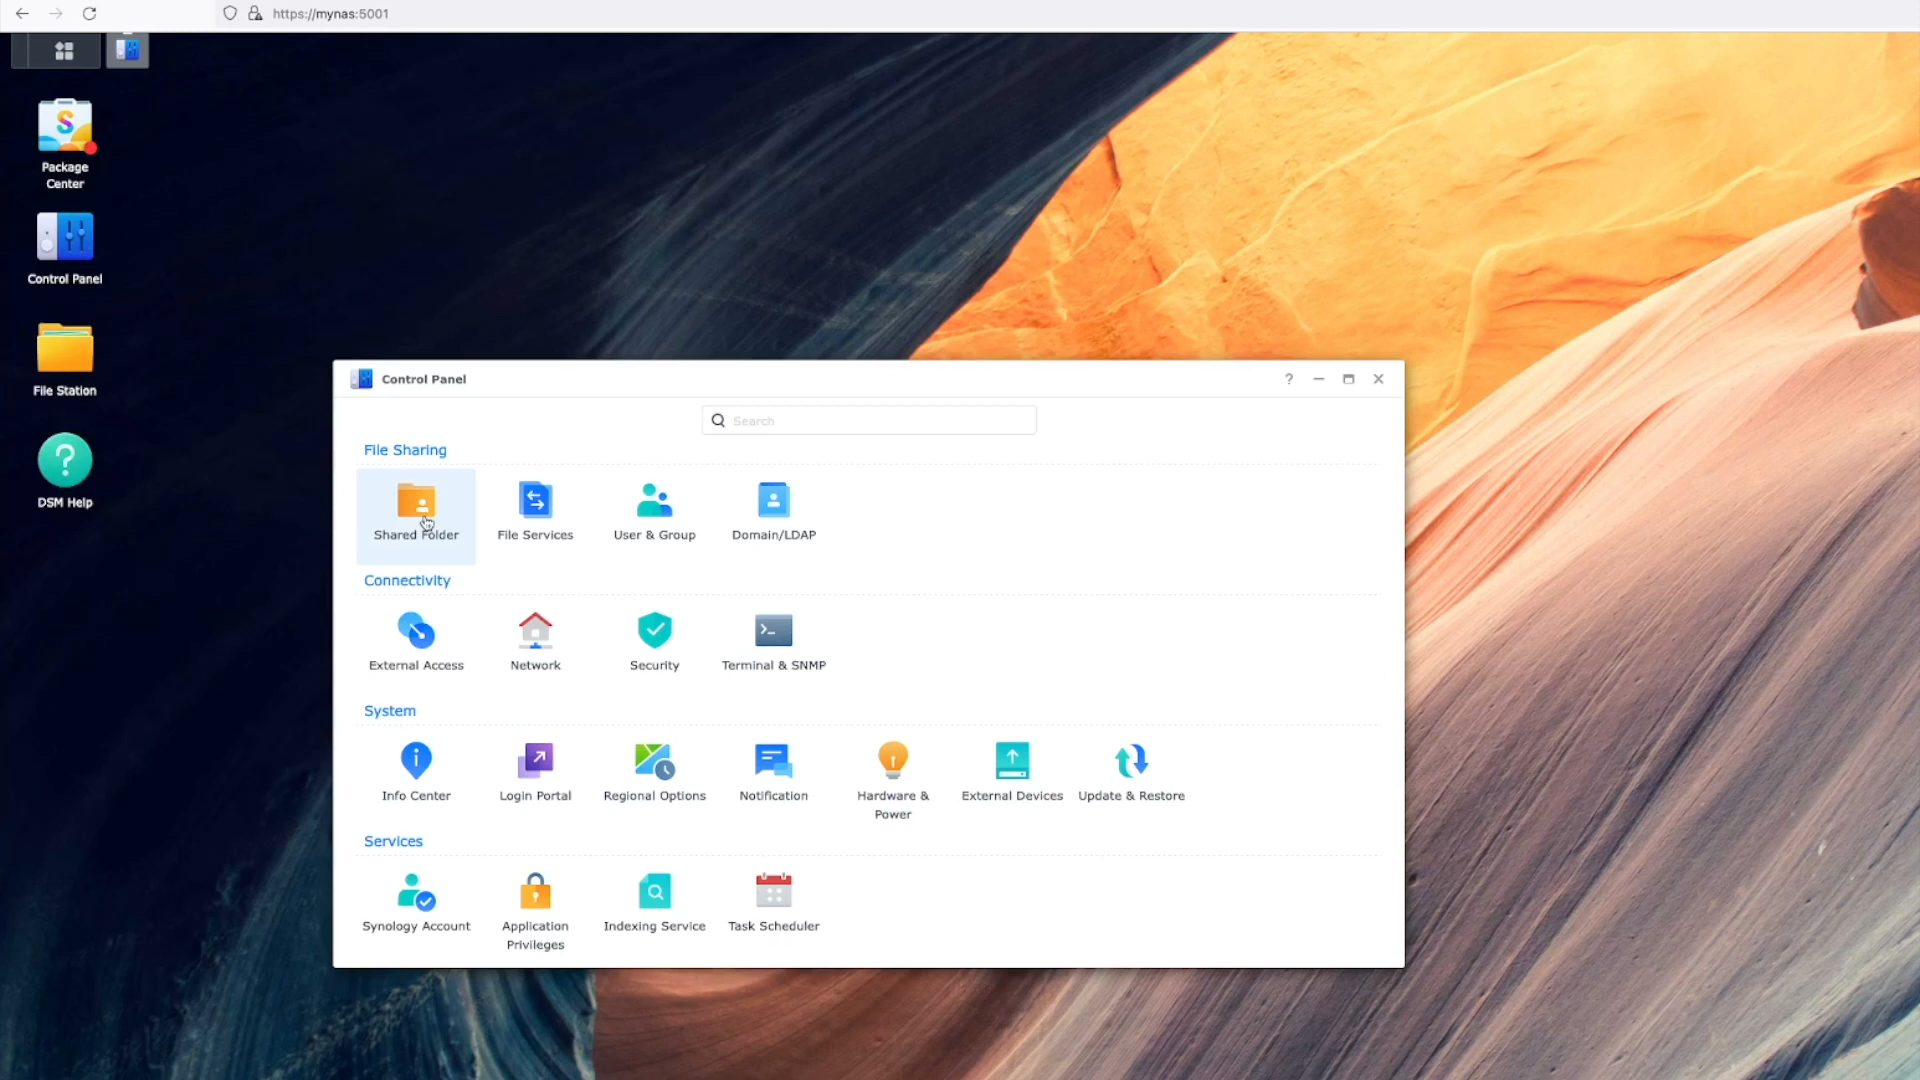 https://mynas:5001
Package
Center
Control Panel
File Station
DSM Help
Control Panel
Search
File Sharing
Shared Folder
File Services
User & Group
Domain/LDAP
Connectivity
External Access
Network
Security
Terminal & SNMP
System
Info Center
Login Portal
Regional Options
Notification
Hardware &
Power
External Devices
Update & Restore
Services
Synology Account
Application
Privileges
Indexing Service
Task Scheduler